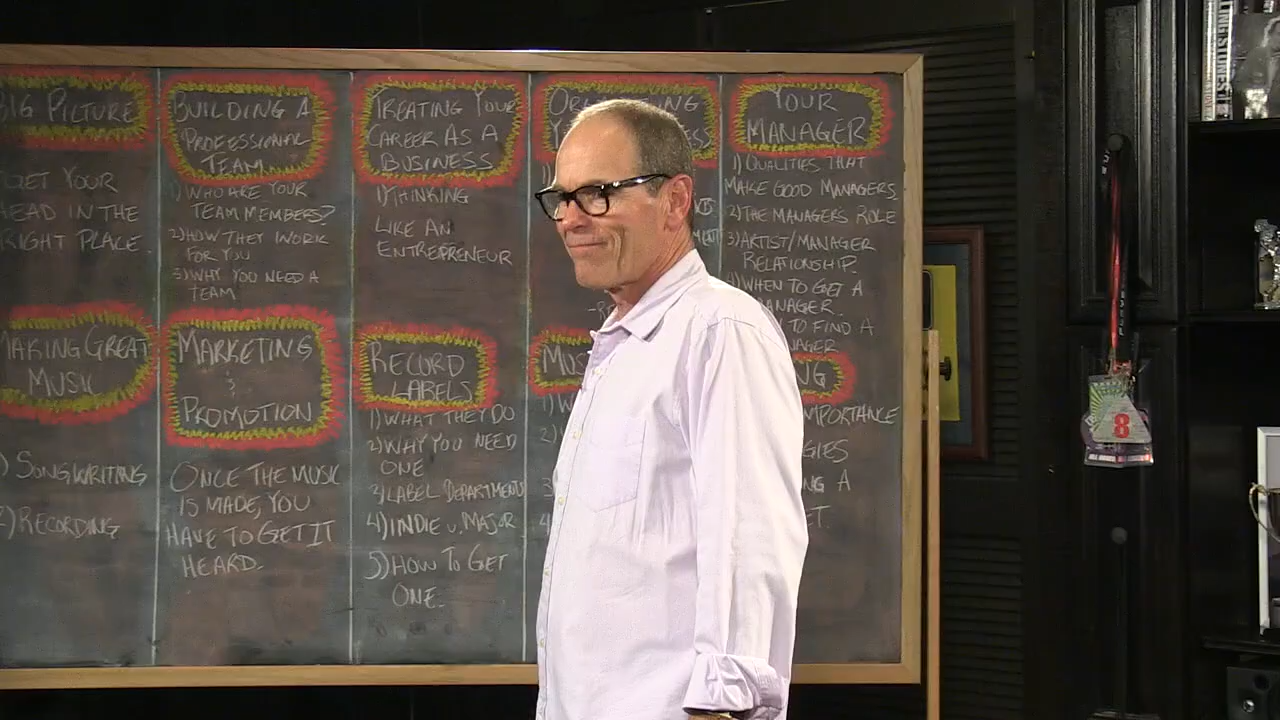 BIG PICTURE
GET YOUR
HEAD IN THE
RIGHT PLACE.
BUILDING A
PROFESSIONAL
TEAM
1) WHO ARE YOUR
TEAM MEMBERS?
2) HOW THEY WORK
FOR YOU
3) WHY YOU NEED A
TEAM
TREATING YOUR
CAREER AS A
BUSINESS
1) THINKING
LIKE AN
ENTREPRENEUR
YOUR
MANAGER
1) QUALITIES THAT
MAKE GOOD MANAGERS
2) THE MANAGERS ROLE
3) ARTIST/MANAGER
RELATIONSHIP.
4) WHEN TO GET A
MANAGER.
TO FIND A
MANAGER
MAKING GREAT
MUSIC
1) SONGWRITING
2) RECORDING
MARKETING
&
PROMOTION
ONCE THE MUSIC
IS MADE, YOU
HAVE TO GET IT
HEARD.
RECORD
LABELS
1) WHAT THEY DO
2) WHY YOU NEED
ONE
3) LABEL DEPARTMENTS
4) INDIE v. MAJOR
5) HOW TO GET
ONE.
IMPORTANCE
A
8